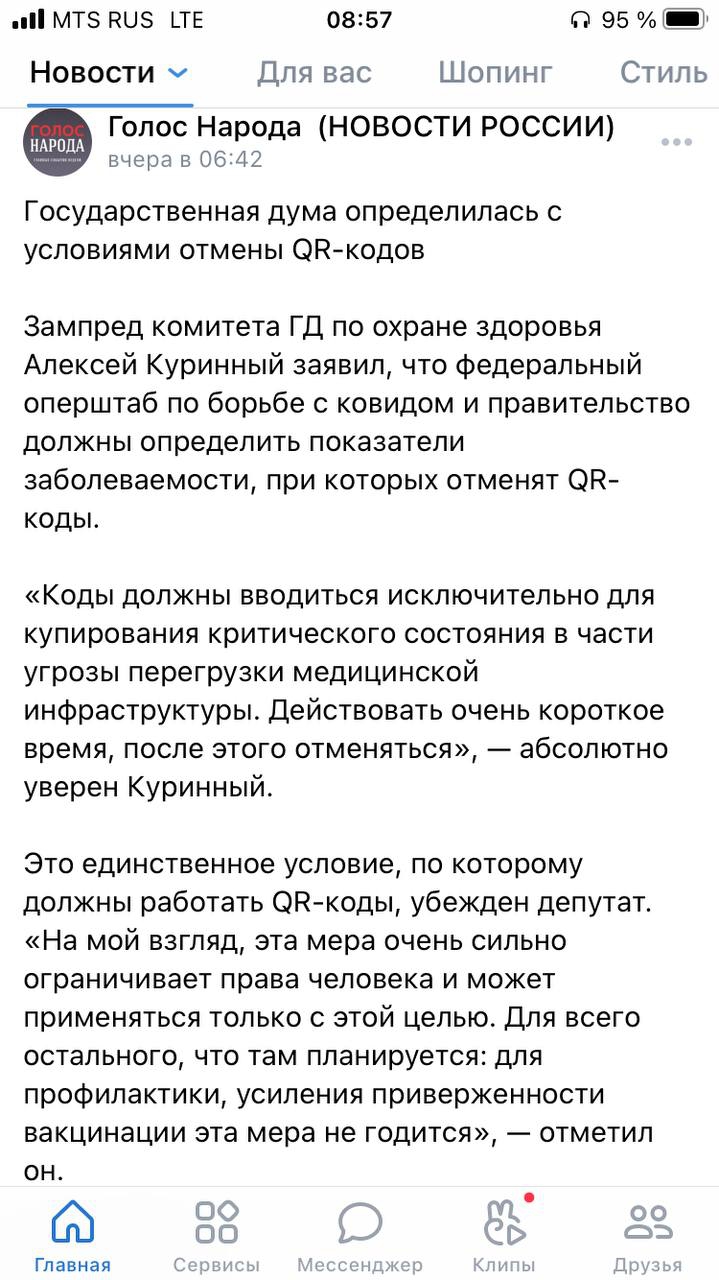 MTS RUS LTE 08:57 95 %
Новости Для вас Шопинг Стиль
ГОЛОС
НАРОДА
Голос Народа (НОВОСТИ РОССИИ)
вчера в 06:42
Государственная дума определилась с
условиями отмены QR-кодов
Зампред комитета ГД по охране здоровья
Алексей Куринный заявил, что федеральный
оперштаб по борьбе с ковидом и правительство
должны определить показатели
заболеваемости, при которых отменят QR-
коды.
«Коды должны вводиться исключительно для
купирования критического состояния в части
угрозы перегрузки медицинской
инфраструктуры. Действовать очень короткое
время, после этого отменяться», — абсолютно
уверен Куринный.
Это единственное условие, по которому
должны работать QR-коды, убежден депутат.
«На мой взгляд, эта мера очень сильно
ограничивает права человека и может
применяться только с этой целью. Для всего
остального, что там планируется: для
профилактики, усиления приверженности
вакцинации эта мера не годится», — отметил
он.
Главная Сервисы Мессенджер Клипы Друзья